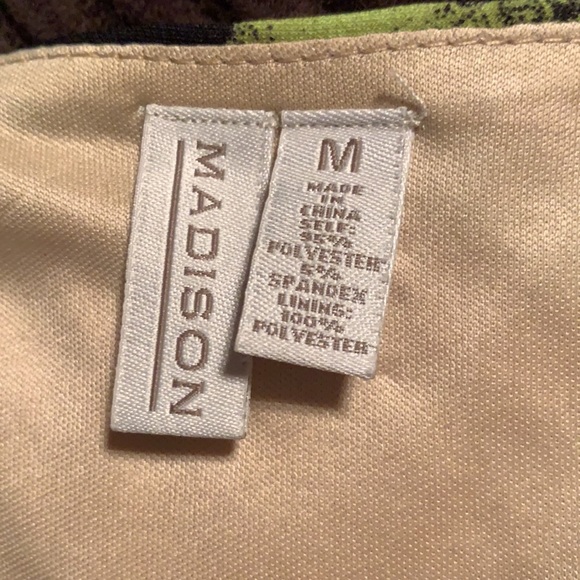 MADISON
M
MADE
IN
CHINA
SELF:
95%
POLYESTER
5%
SPANDEX
LINING:
100%
POLYESTER